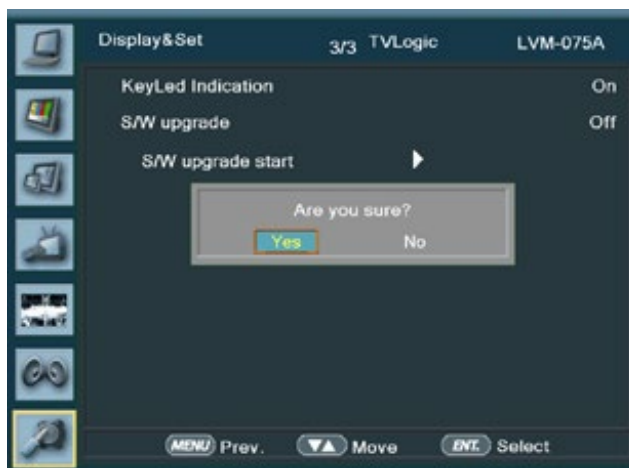 Display&Set 3/3 TVLogic LVM-075A
KeyLed Indication On
S/W upgrade Off
S/W upgrade start
Are you sure?
Yes No
MENU Prev. Move ENT. Select